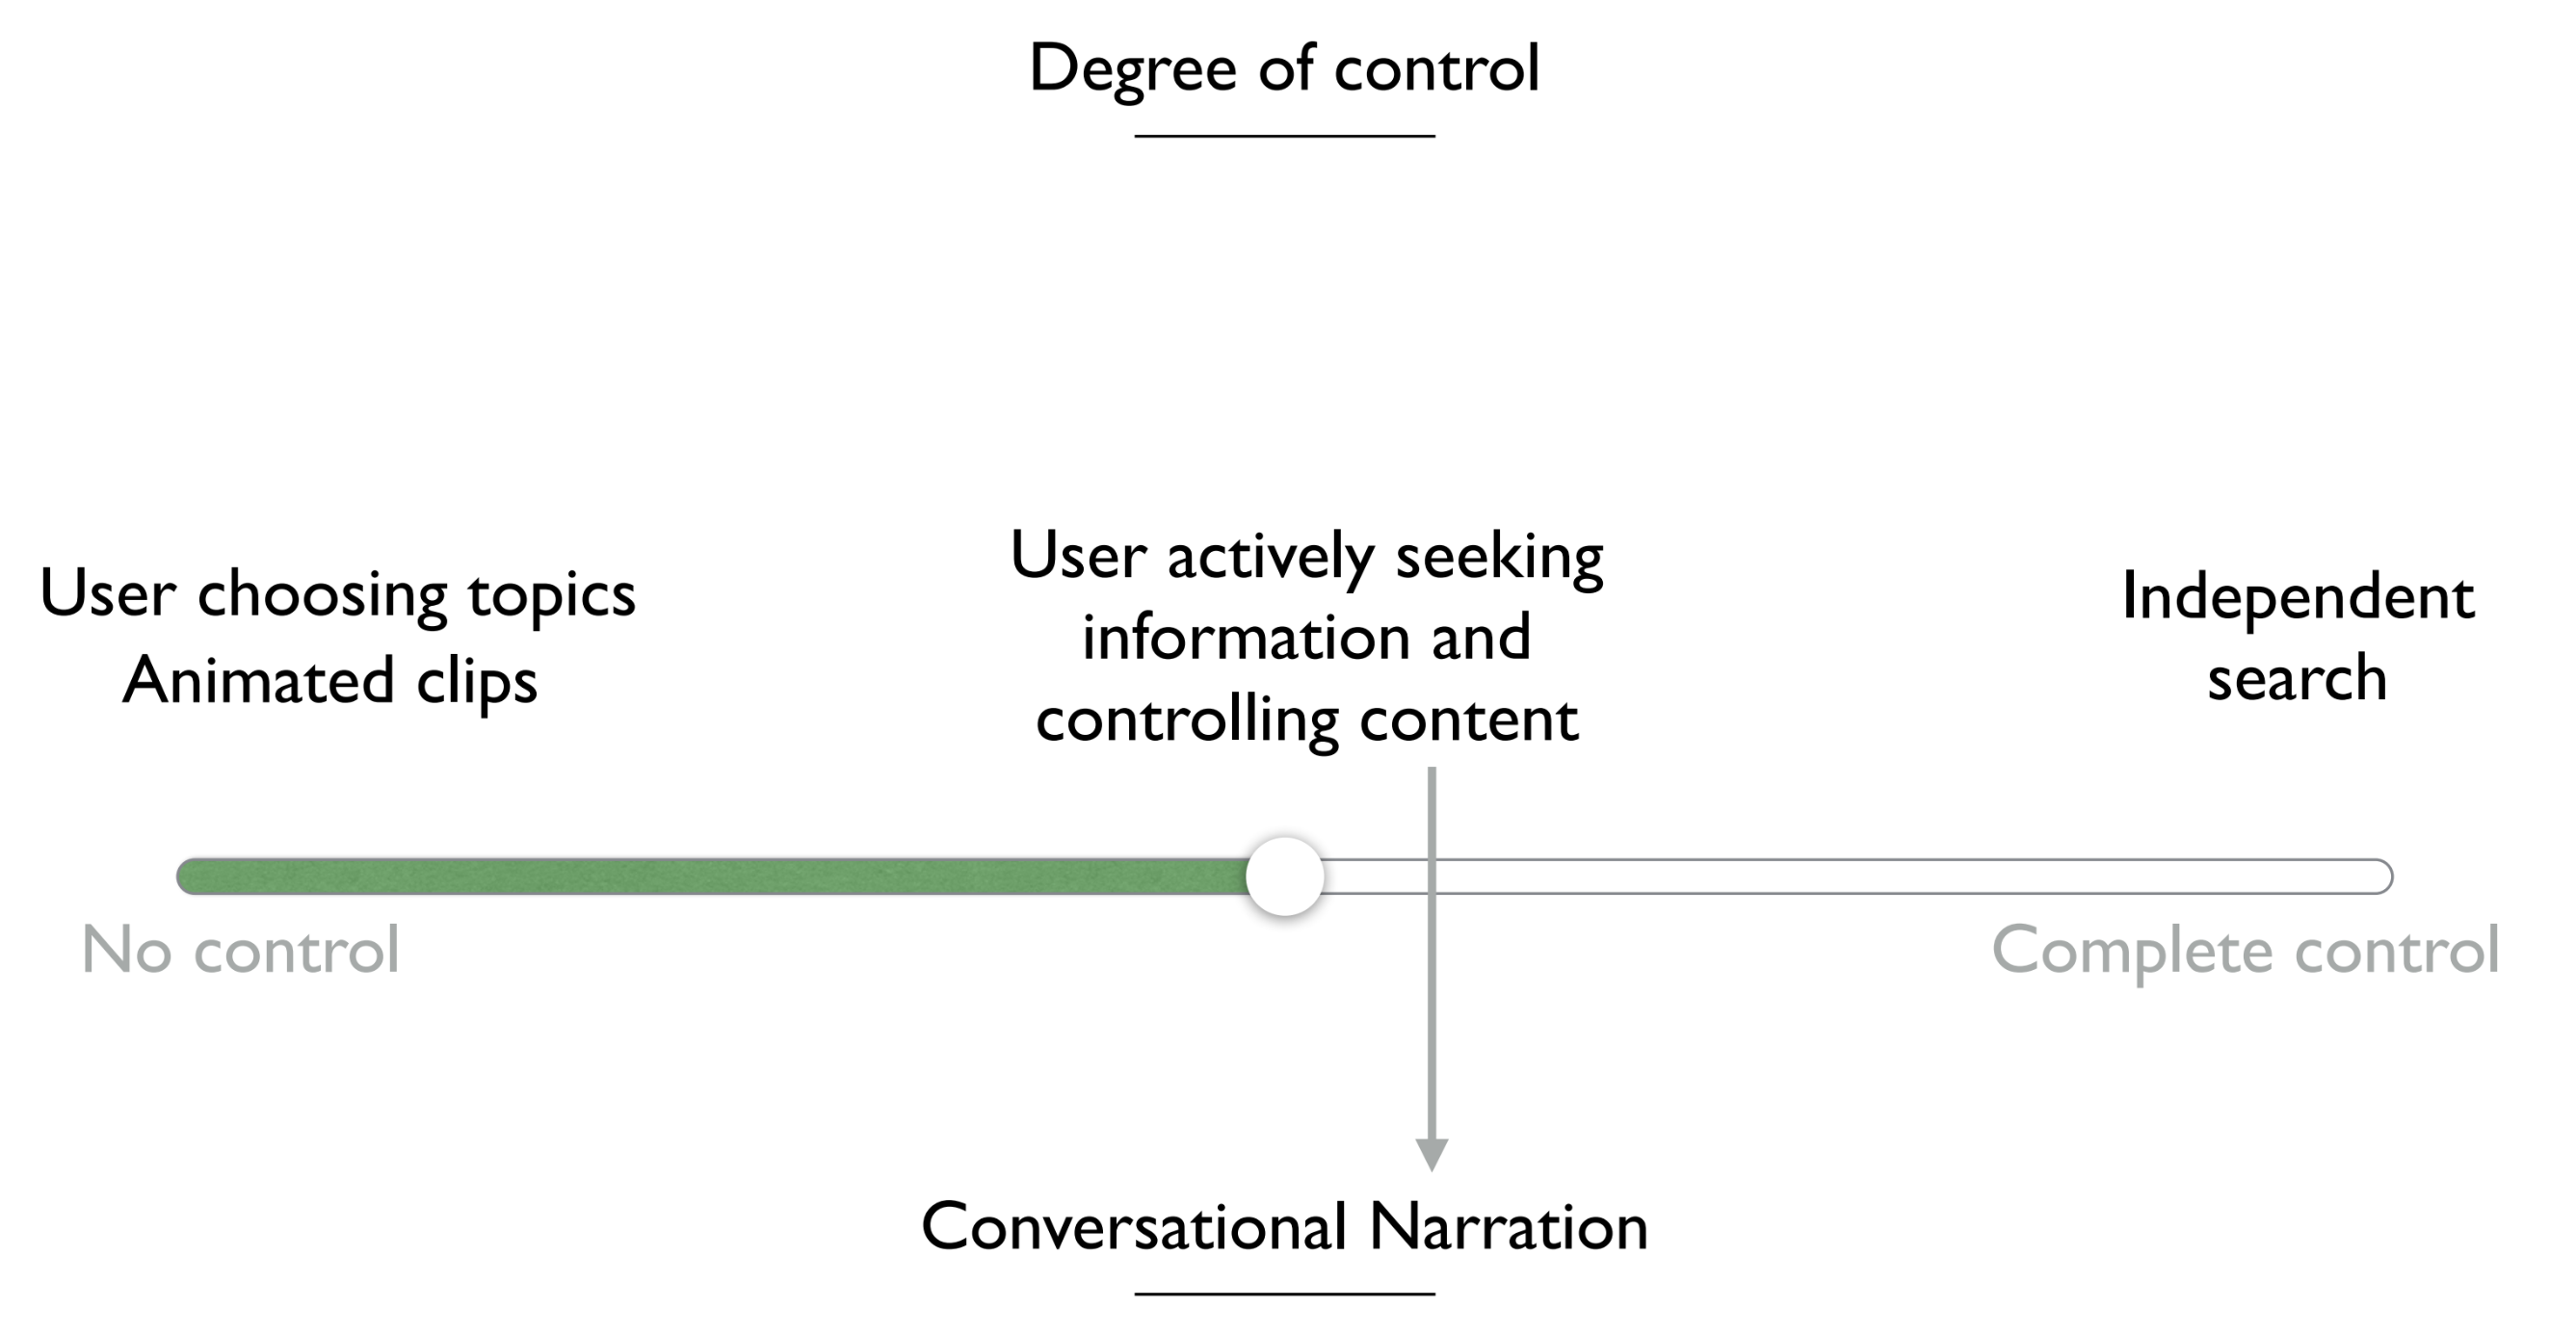 Degree of control
User choosing topics
Animated clips
User actively seeking
information and
controlling content
Independent
search
No control
Complete control
Conversational Narration